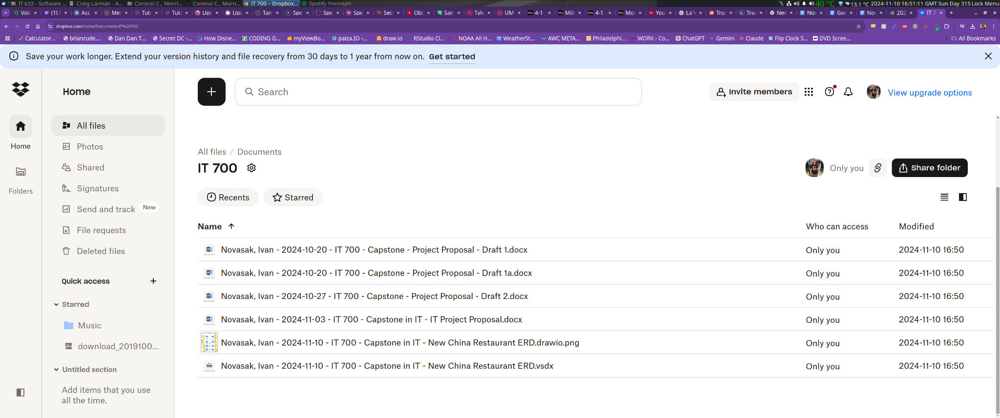 IT 632 - Software ... Craig Larman - A... Coronel C., Morri... Coronel C., Morri... IT 700 – Dropbox... Spotify Premium 40 °C 13.1 °C 2024-11-10 16:51:11 GMT Sun Day 315 Lock Menu
dropbox.com/home/Documents/IT%20700
Calculator... brianrude.... Dan Dan T... Secret DC -... How Disne... CODING G... myViewBo... paiza.IO -... draw.io RStudio Cl... NOAA All H... WeatherSt... AWC META... Philadelphi... WORK - Co... ChatGPT Gemini Claude Flip Clock S... DVD Scree... All Bookmarks
Save your work longer. Extend your version history and file recovery from 30 days to 1 year from now on. Get started
Home
Search
Invite members
View upgrade options
Home
Folders
All files
Photos
Shared
Signatures
Send and track New
File requests
Deleted files
Quick access
Starred
Music
download_2019100...
Untitled section
Add items that you use
all the time.
All files / Documents
IT 700
Only you
Share folder
Recents Starred
Name Who can access Modified
Novasak, Ivan - 2024-10-20 - IT 700 - Capstone - Project Proposal - Draft 1.docx Only you 2024-11-10 16:50
Novasak, Ivan - 2024-10-20 - IT 700 - Capstone - Project Proposal - Draft 1a.docx Only you 2024-11-10 16:50
Novasak, Ivan - 2024-10-27 - IT 700 - Capstone - Project Proposal - Draft 2.docx Only you 2024-11-10 16:50
Novasak, Ivan - 2024-11-03 - IT 700 - Capstone in IT - IT Project Proposal.docx Only you 2024-11-10 16:50
Novasak, Ivan - 2024-11-10 - IT 700 - Capstone in IT - New China Restaurant ERD.drawio.png Only you 2024-11-10 16:50
Novasak, Ivan - 2024-11-10 - IT 700 - Capstone in IT - New China Restaurant ERD.vsdx Only you 2024-11-10 16:50